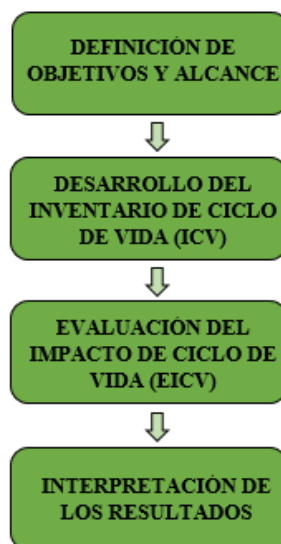 DEFINICIÓN DE
OBJETIVOS Y ALCANCE
DESARROLLO DEL
INVENTARIO DE CICLO
DE VIDA (ICV)
EVALUACIÓN DEL
IMPACTO DE CICLO DE
VIDA (EICV)
INTERPRETACIÓN DE
LOS RESULTADOS